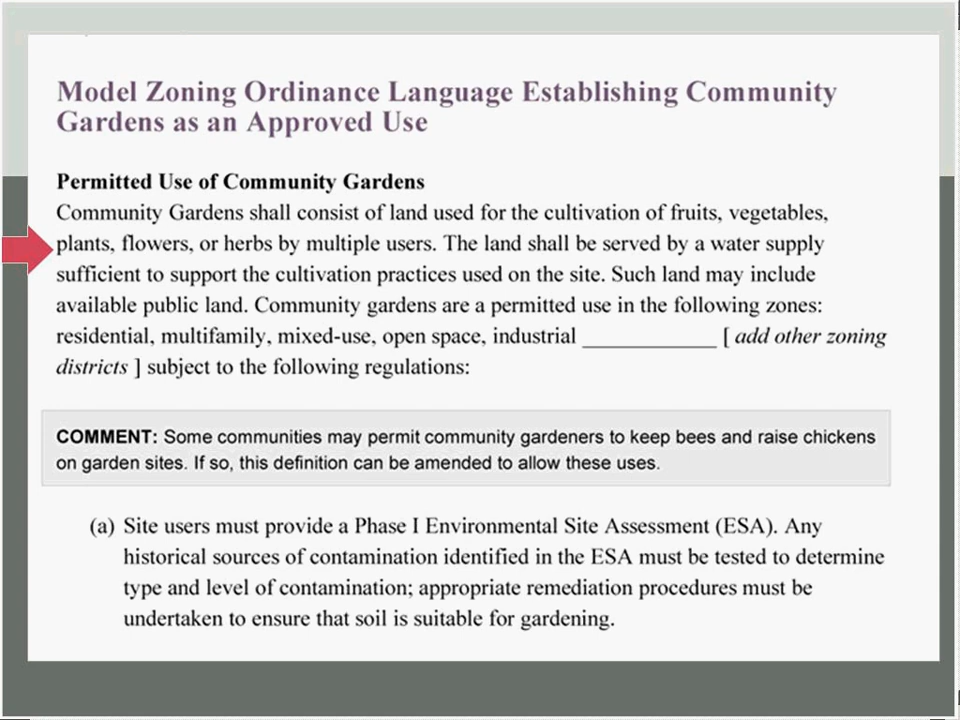 Model Zoning Ordinance Language Establishing Community
Gardens as an Approved Use
Permitted Use of Community Gardens
Community Gardens shall consist of land used for the cultivation of fruits, vegetables,
plants, flowers, or herbs by multiple users. The land shall be served by a water supply
sufficient to support the cultivation practices used on the site. Such land may include
available public land. Community gardens are a permitted use in the following zones:
residential, multifamily, mixed-use, open space, industrial ____________ [ add other zoning
districts ] subject to the following regulations:
COMMENT: Some communities may permit community gardeners to keep bees and raise chickens
on garden sites. If so, this definition can be amended to allow these uses.
(a) Site users must provide a Phase I Environmental Site Assessment (ESA). Any
historical sources of contamination identified in the ESA must be tested to determine
type and level of contamination; appropriate remediation procedures must be
undertaken to ensure that soil is suitable for gardening.